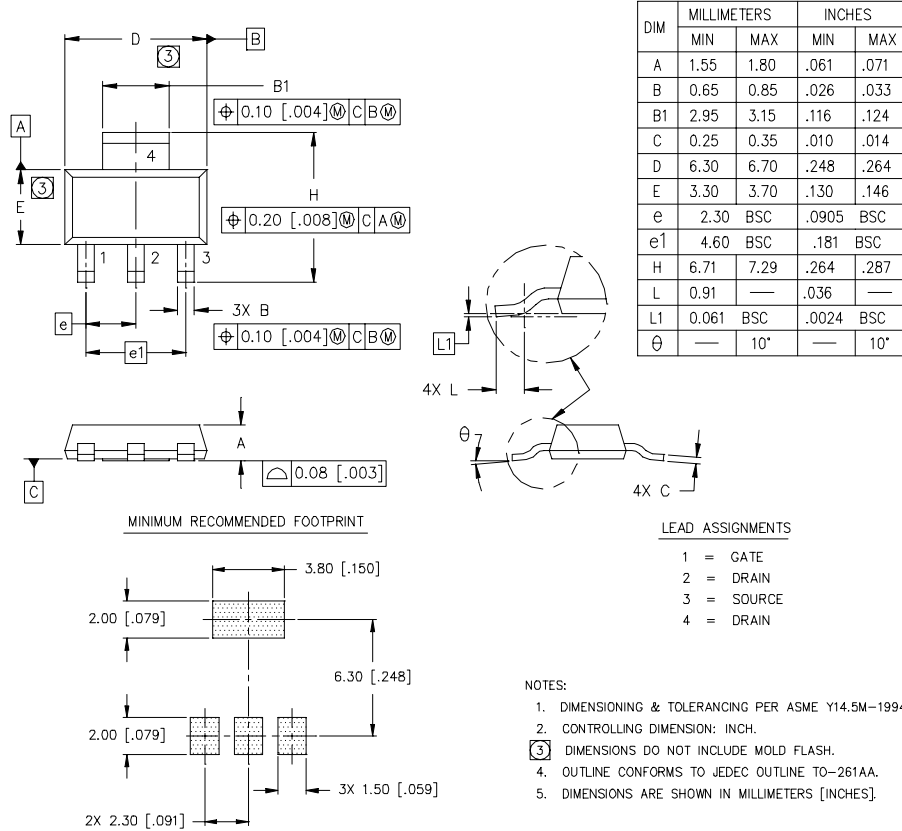 D
B
3
B1
⌖ 0.10 [.004] Ⓜ C B Ⓜ
A
4
3
E
H
⌖ 0.20 [.008] Ⓜ C A Ⓜ
1 2 3
3X B
e
⌖ 0.10 [.004] Ⓜ C B Ⓜ
e1
L1
4X L
DIM MILLIMETERS INCHES
MIN MAX MIN MAX
A 1.55 1.80 .061 .071
B 0.65 0.85 .026 .033
B1 2.95 3.15 .116 .124
C 0.25 0.35 .010 .014
D 6.30 6.70 .248 .264
E 3.30 3.70 .130 .146
e 2.30 BSC .0905 BSC
e1 4.60 BSC .181 BSC
H 6.71 7.29 .264 .287
L 0.91 — .036 —
L1 0.061 BSC .0024 BSC
θ — 10° — 10°
A
C
⌓ 0.08 [.003]
θ
4X C
MINIMUM RECOMMENDED FOOTPRINT
3.80 [.150]
2.00 [.079]
6.30 [.248]
2.00 [.079]
3X 1.50 [.059]
2X 2.30 [.091]
LEAD ASSIGNMENTS
1 = GATE
2 = DRAIN
3 = SOURCE
4 = DRAIN
NOTES:
1. DIMENSIONING & TOLERANCING PER ASME Y14.5M-1994
2. CONTROLLING DIMENSION: INCH.
3 DIMENSIONS DO NOT INCLUDE MOLD FLASH.
4. OUTLINE CONFORMS TO JEDEC OUTLINE TO-261AA.
5. DIMENSIONS ARE SHOWN IN MILLIMETERS [INCHES].